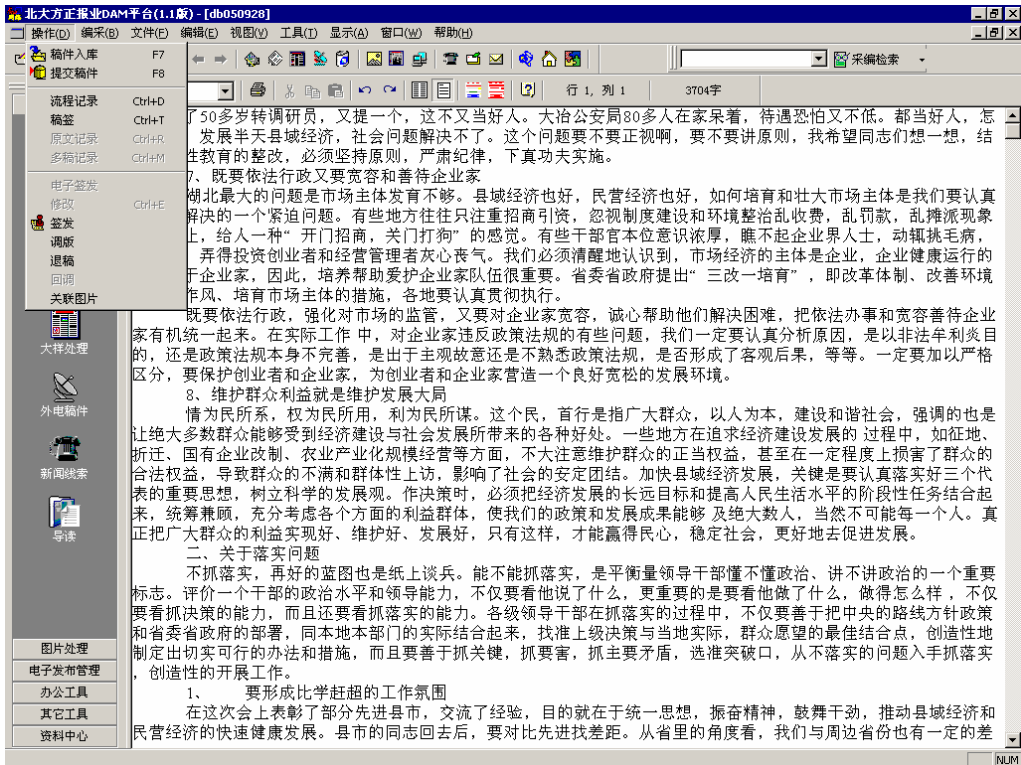 北大方正报业DAM平台(1.1版) - [db050928]
操作(D) 编采(B) 文件(F) 编辑(E) 视图(V) 工具(T) 显示(A) 窗口(W) 帮助(H)
稿件入库 F7
提交稿件 F8
流程记录 Ctrl+D
稿签 Ctrl+T
原文记录 Ctrl+R
多稿记录 Ctrl+M
电子签发
修改 Ctrl+E
签发
调版
退稿
回调
关联图片
采编检索
行 1, 列 1 3704字
大样处理
外电稿件
新闻线索
导读
图片处理
电子发布管理
办公工具
其它工具
资料中心
了50多岁转调研员，又提一个，这不又当好人。大冶公安局80多人在家呆着，待遇恐怕又不低。都当好人，怎
发展半天县域经济，社会问题解决不了。这个问题要不要正视啊，要不要讲原则，我希望同志们想一想，结
性教育的整改，必须坚持原则，严肃纪律，下真功夫实施。
7、既要依法行政又要宽容和善待企业家
湖北最大的问题是市场主体发育不够。县域经济也好，民营经济也好，如何培育和壮大市场主体是我们要认真
解决的一个紧迫问题。有些地方往往只注重招商引资，忽视制度建设和环境整治乱收费，乱罚款，乱摊派现象
上，给人一种“开门招商，关门打狗”的感觉。有些干部官本位意识浓厚，瞧不起企业界人士，动辄挑毛病，
弄得投资创业者和经营管理者灰心丧气。我们必须清醒地认识到，市场经济的主体是企业，企业健康运行的
于企业家，因此，培养帮助爱护企业家队伍很重要。省委省政府提出“三改一培育”，即改革体制、改善环境
作风、培育市场主体的措施，各地要认真贯彻执行。
既要依法行政，强化对市场的监管，又要对企业家宽容，诚心帮助他们解决困难，把依法办事和宽容善待企业
家有机统一起来。在实际工作 中，对企业家违反政策法规的有些问题，我们一定要认真分析原因，是以非法牟利炎目
的，还是政策法规本身不完善，是出于主观故意还是不熟悉政策法规，是否形成了客观后果，等等。一定要加以严格
区分，要保护创业者和企业家，为创业者和企业家营造一个良好宽松的发展环境。
8、维护群众利益就是维护发展大局
情为民所系，权为民所用，利为民所谋。这个民，首行是指广大群众，以人为本，建设和谐社会，强调的也是
让绝大多数群众能够受到经济建设与社会发展所带来的各种好处。一些地方在追求经济建设发展的 过程中，如征地、
折迁、国有企业改制、农业产业化规模经营等方面，不大注意维护群众的正当权益，甚至在一定程度上损害了群众的
合法权益，导致群众的不满和群体性上访，影响了社会的安定团结。加快县域经济发展，关键是要认真落实好三个代
表的重要思想，树立科学的发展观。作决策时，必须把经济发展的长远目标和提高人民生活水平的阶段性任务结合起
来，统筹兼顾，充分考虑各个方面的利益群体，使我们的政策和发展成果能够 及绝大数人，当然不可能每一个人。真
正把广大群众的利益实现好、维护好、发展好，只有这样，才能赢得民心，稳定社会，更好地去促进发展。
二、关于落实问题
不抓落实，再好的蓝图也是纸上谈兵。能不能抓落实，是平衡量领导干部懂不懂政治、讲不讲政治的一个重要
标志。评价一个干部的政治水平和领导能力，不仅要看他说了什么，更重要的是要看他做了什么，做得怎么样 ，不仅
要看抓决策的能力，而且还要看抓落实的能力。各级领导干部在抓落实的过程中，不仅要善于把中央的路线方针政策
和省委省政府的部署，同本地本部门的实际结合起来，找准上级决策与当地实际，群众愿望的最佳结合点，创造性地
制定出切实可行的办法和措施，而且要善于抓关键，抓要害，抓主要矛盾，选准突破口，从不落实的问题入手抓落实
，创造性的开展工作。
1、 要形成比学赶超的工作氛围
在这次会上表彰了部分先进县市，交流了经验，目的就在于统一思想，振奋精神，鼓舞干劲，推动县域经济和
民营经济的快速健康发展。县市的同志回去后，要对比先进找差距。从省里的角度看，我们与周边省份也有一定的差
NUM